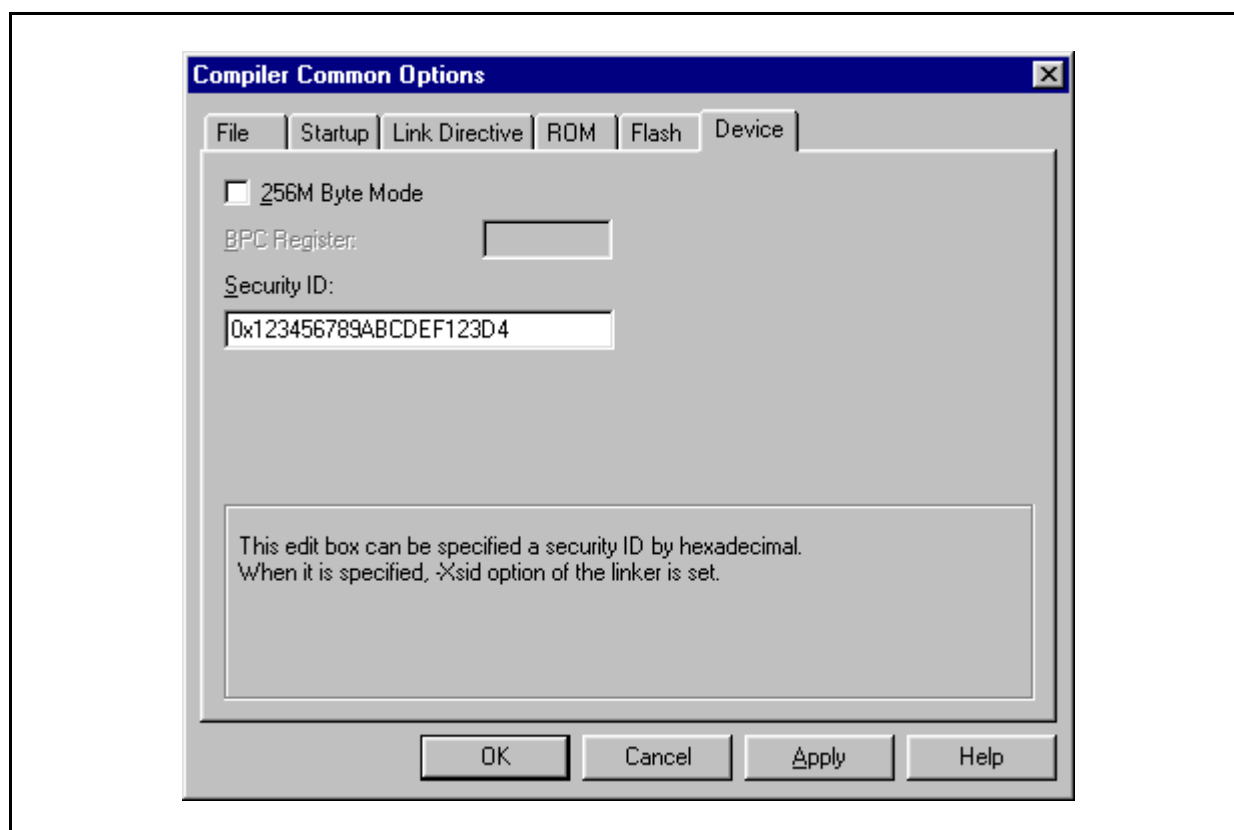 Compiler Common Options
File Startup Link Directive ROM Flash Device
256M Byte Mode
BPC Register:
Security ID:
0x123456789ABCDEF123D4
This edit box can be specified a security ID by hexadecimal.
When it is specified, -Xsid option of the linker is set.
OK Cancel Apply Help